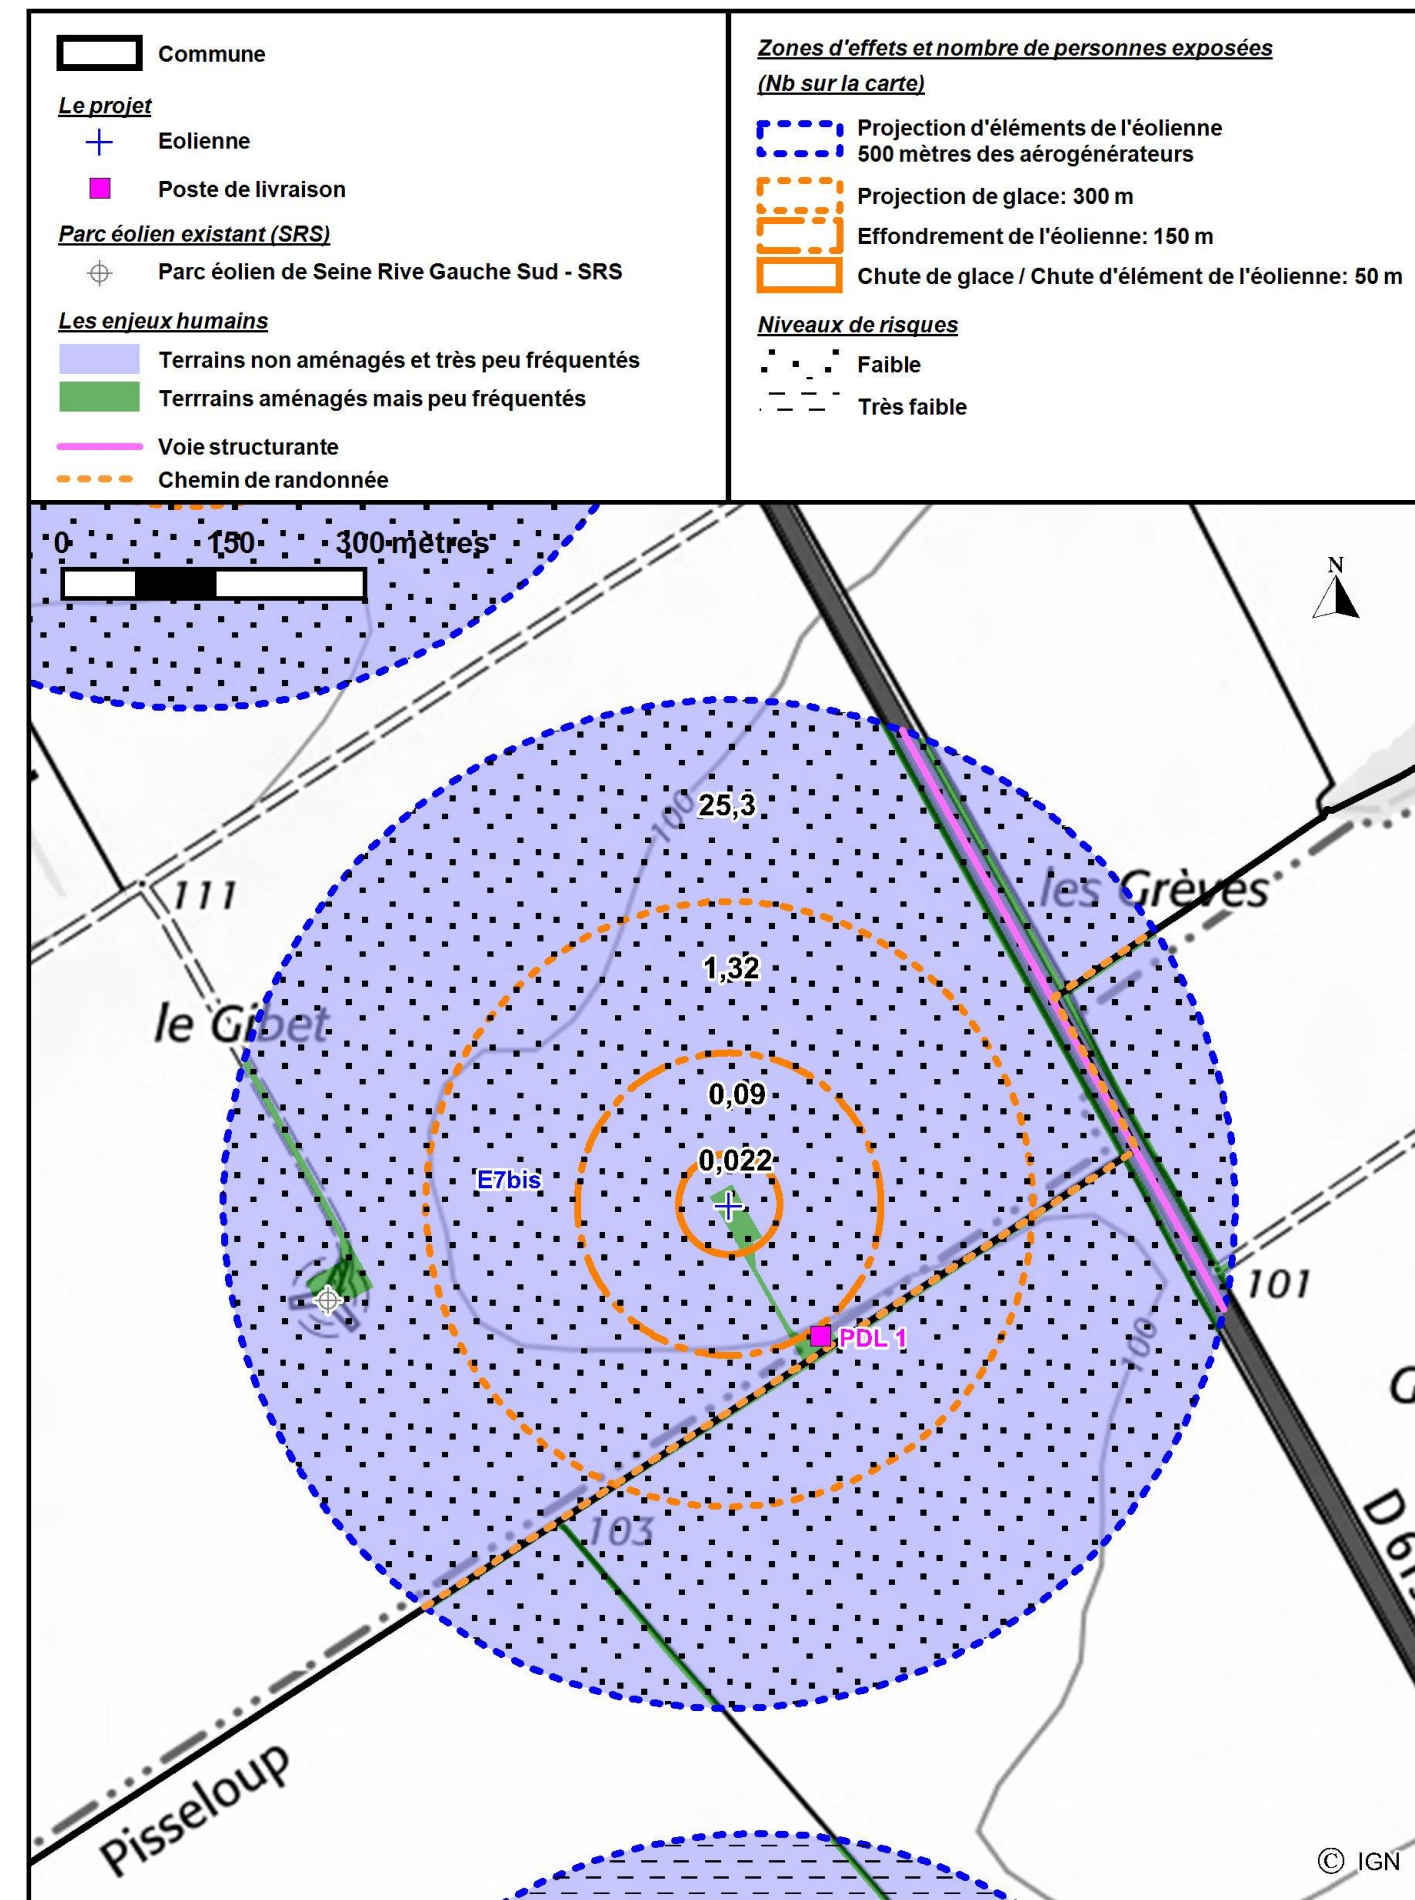 Commune
Le projet
Eolienne
Poste de livraison
Parc éolien existant (SRS)
Parc éolien de Seine Rive Gauche Sud - SRS
Les enjeux humains
Terrains non aménagés et très peu fréquentés
Terrrains aménagés mais peu fréquentés
Voie structurante
Chemin de randonnée
Zones d'effets et nombre de personnes exposées
(Nb sur la carte)
Projection d'éléments de l'éolienne
500 mètres des aérogénérateurs
Projection de glace: 300 m
Effondrement de l'éolienne: 150 m
Chute de glace / Chute d'élément de l'éolienne: 50 m
Niveaux de risques
Faible
Très faible
0 150 300 mètres
N
25,3
100
111
les Grèves
1,32
le Gibet
0,09
0,022
E7bis
101
PDL 1
100
G
103
Pisseloup
© IGN